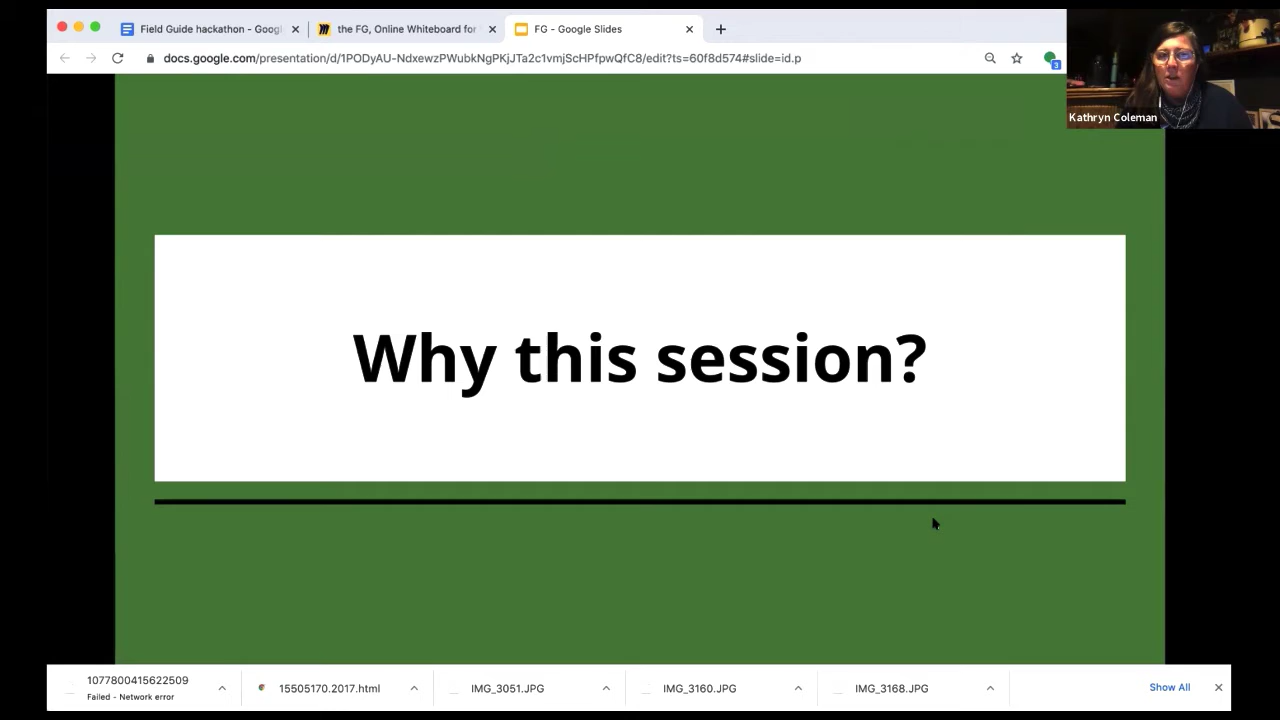 Field Guide hackathon - Googl
the FG, Online Whiteboard for
FG - Google Slides
docs.google.com/presentation/d/1PODyAU-NdxewzPWubkNgPKjJTa2c1vmjScHPfpwQfC8/edit?ts=60f8d574#slide=id.p
3
Kathryn Coleman
Why this session?
1077800415622509
Failed - Network error
15505170.2017.html
IMG_3051.JPG
IMG_3160.JPG
IMG_3168.JPG
Show All